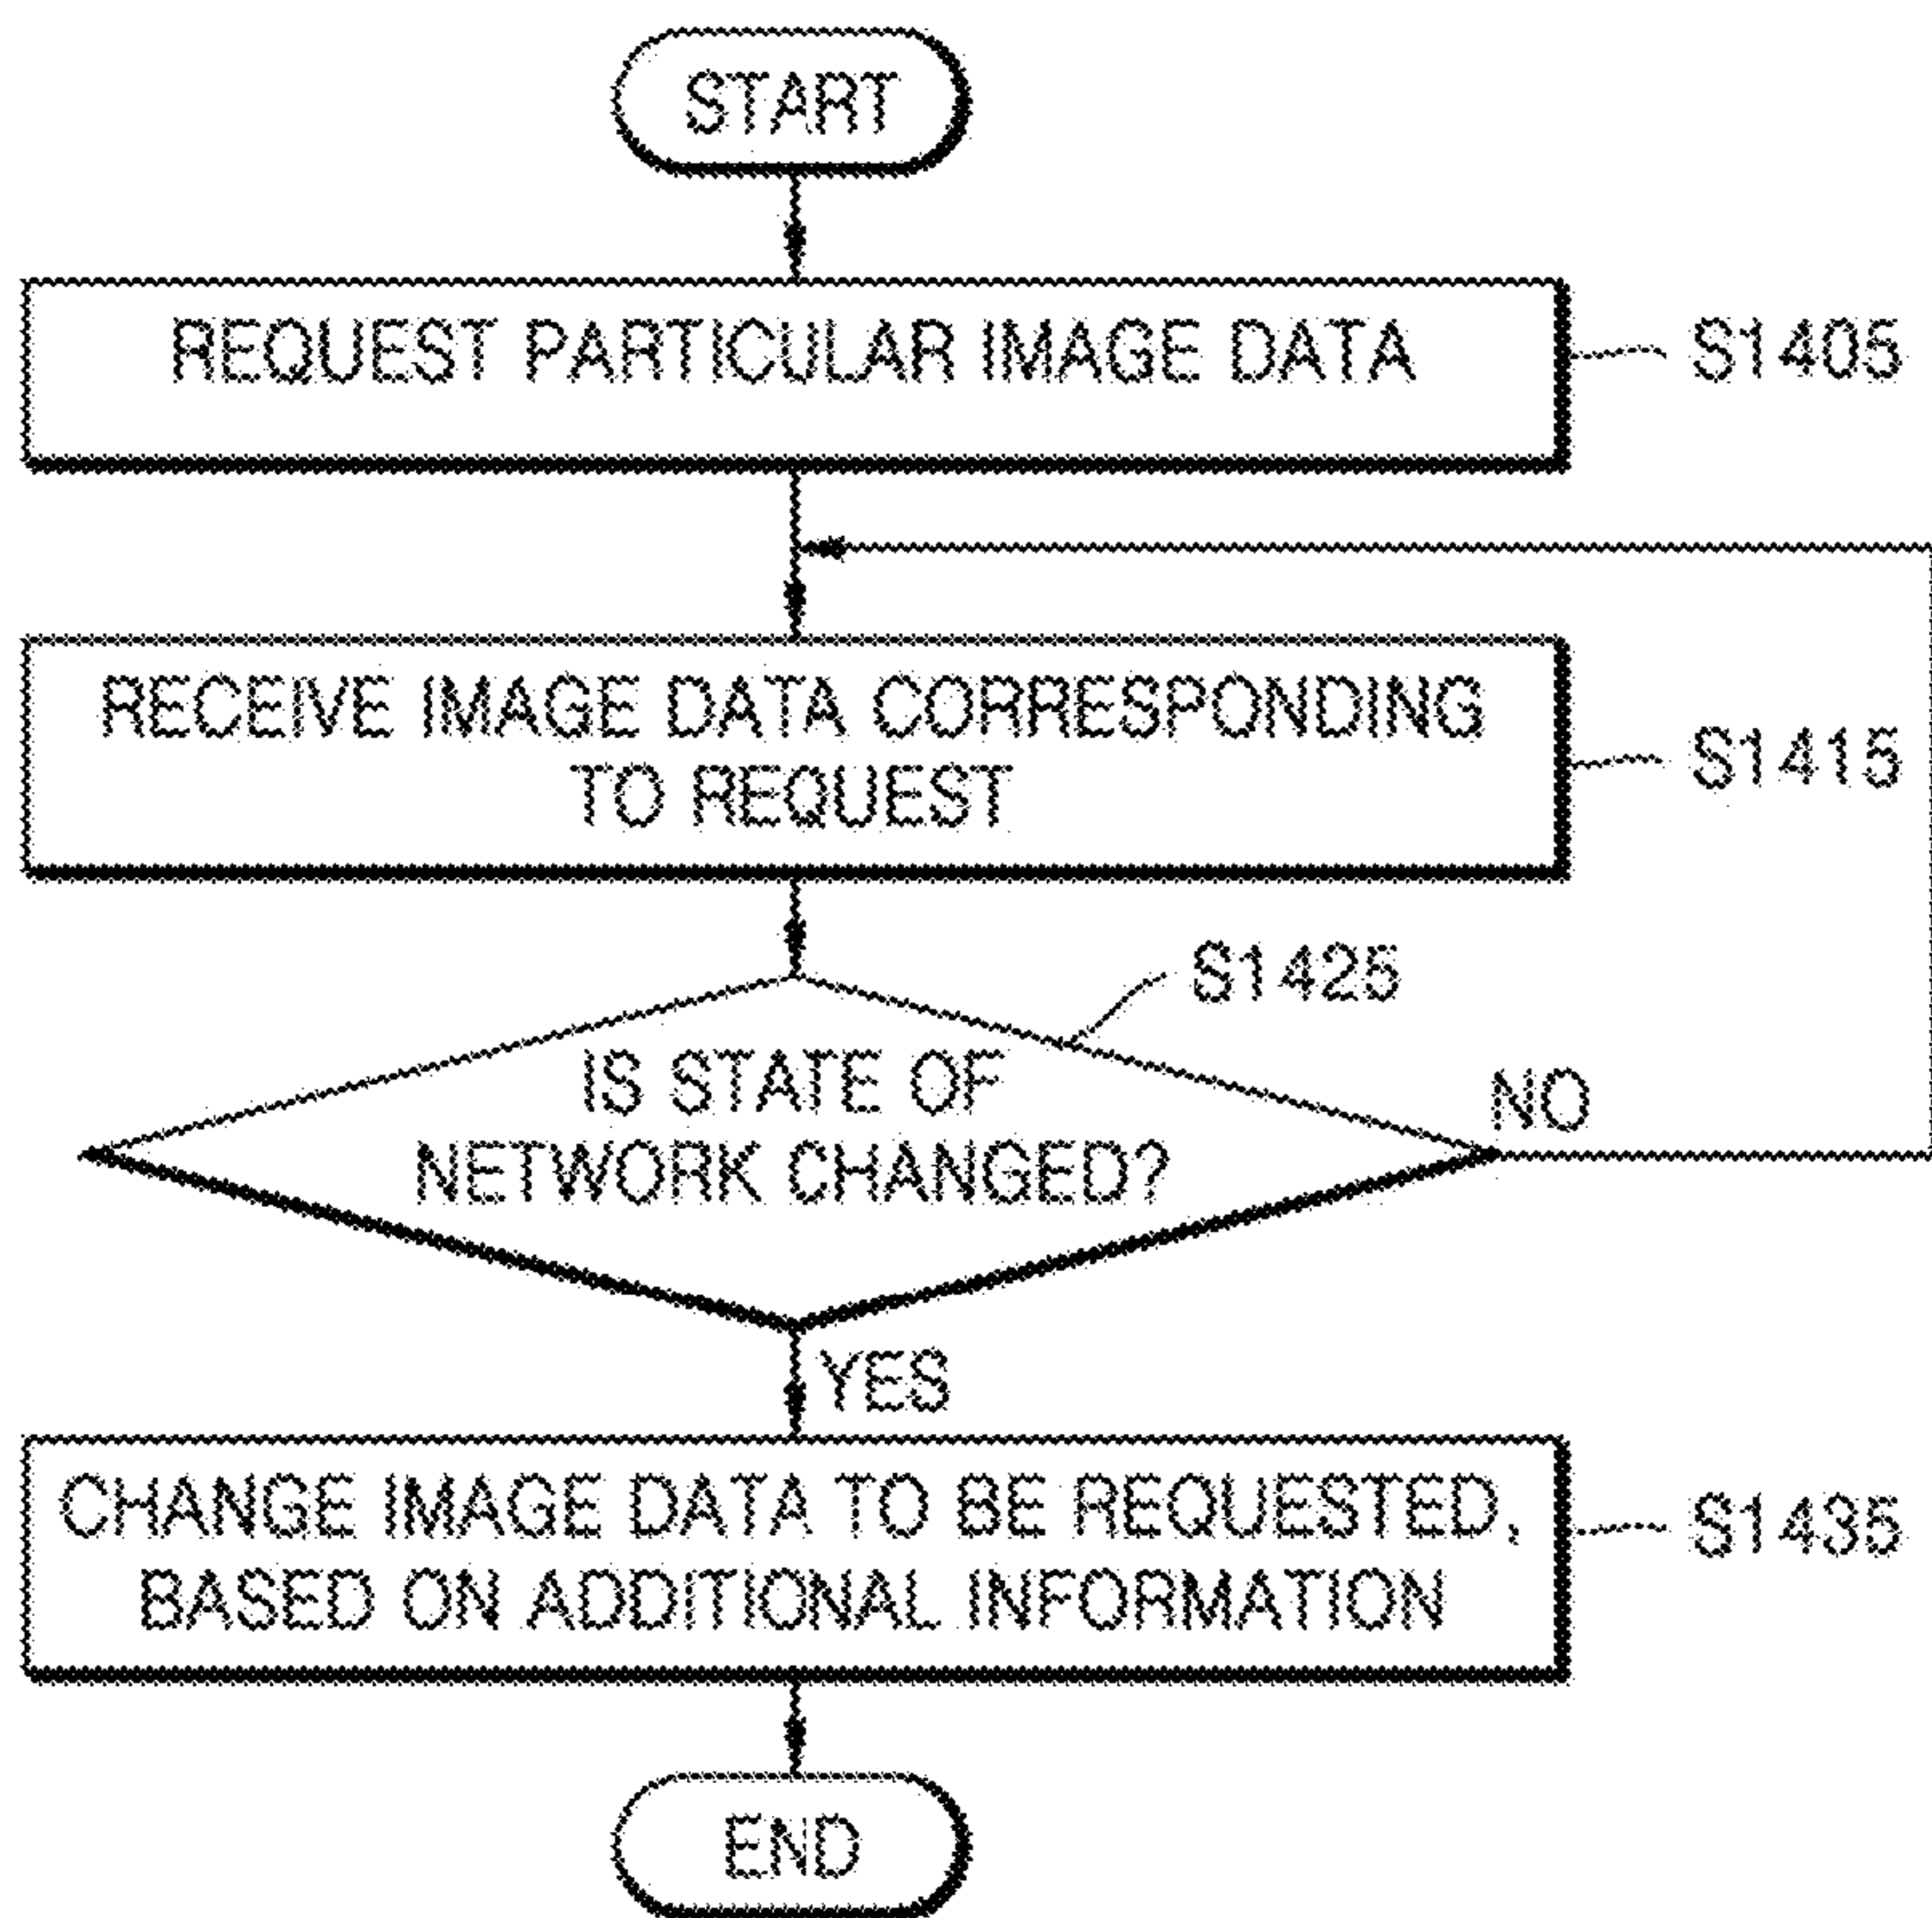 START
REQUEST PARTICULAR IMAGE DATA
S1405
RECEIVE IMAGE DATA CORRESPONDING
TO REQUEST
S1415
S1425
IS STATE OF
NETWORK CHANGED?
NO
YES
CHANGE IMAGE DATA TO BE REQUESTED,
BASED ON ADDITIONAL INFORMATION
S1435
END